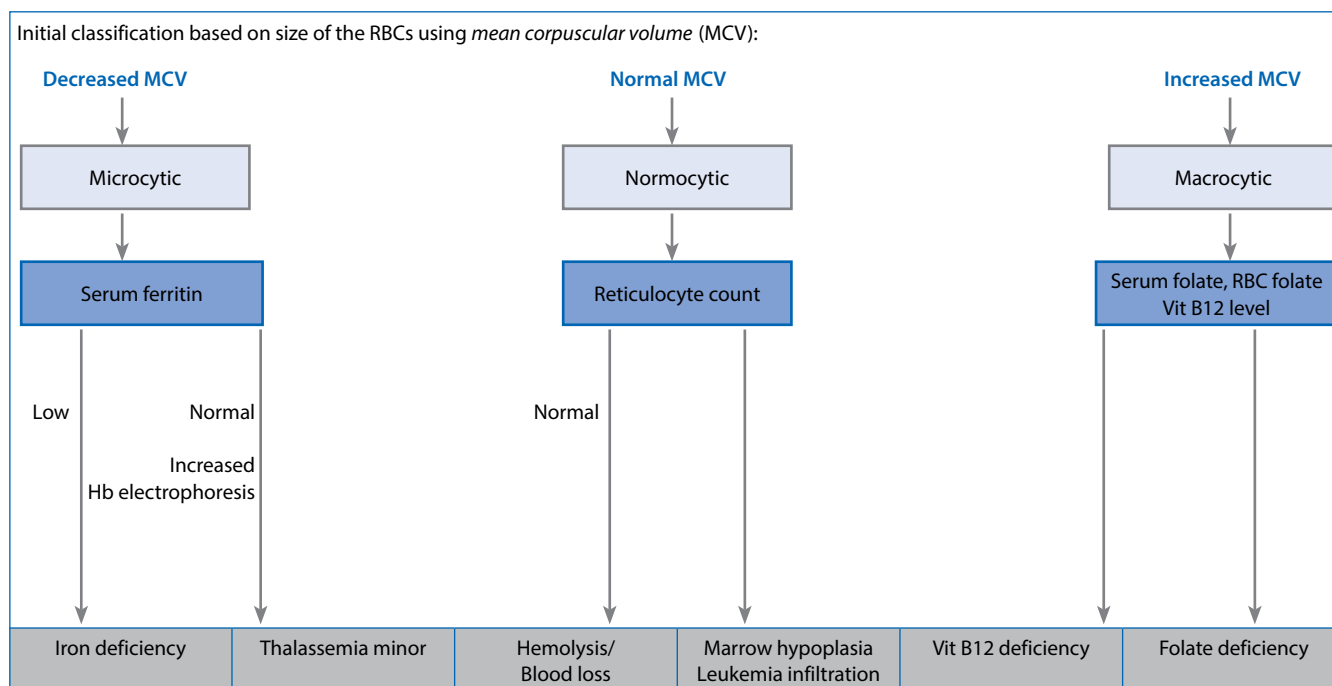 Initial classification based on size of the RBCs using mean corpuscular volume (MCV):
Decreased MCV
Normal MCV
Increased MCV
Microcytic
Normocytic
Macrocytic
Serum ferritin
Reticulocyte count
Serum folate, RBC folate
Vit B12 level
Low
Normal
Increased
Hb electrophoresis
Normal
Iron deficiency
Thalassemia minor
Hemolysis/
Blood loss
Marrow hypoplasia
Leukemia infiltration
Vit B12 deficiency
Folate deficiency